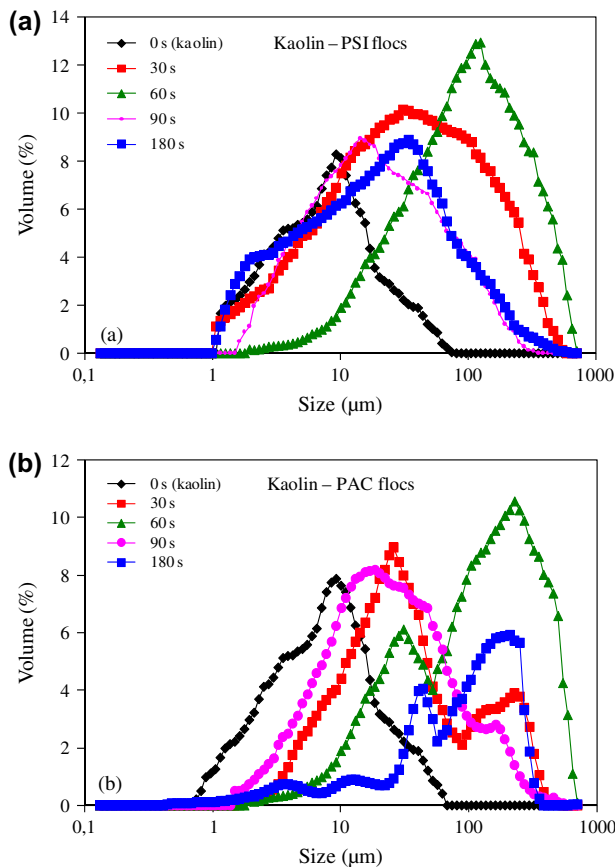 (a)
14
12
10
8
6
4
2
0
Volume (%)
Kaolin – PSI flocs
0 s (kaolin)
30 s
60 s
90 s
180 s
(a)
0,1
1
10
100
1000
Size (µm)
(b)
12
10
8
6
4
2
0
Volume (%)
Kaolin – PAC flocs
0 s (kaolin)
30 s
60 s
90 s
180 s
(b)
0,1
1
10
100
1000
Size (µm)